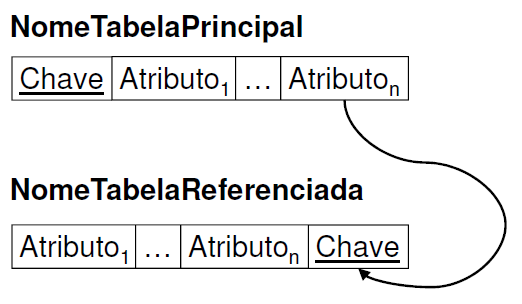 NomeTabelaPrincipal
Chave Atributo1 ... Atributon
NomeTabelaReferenciada
Atributo1 ... Atributon Chave